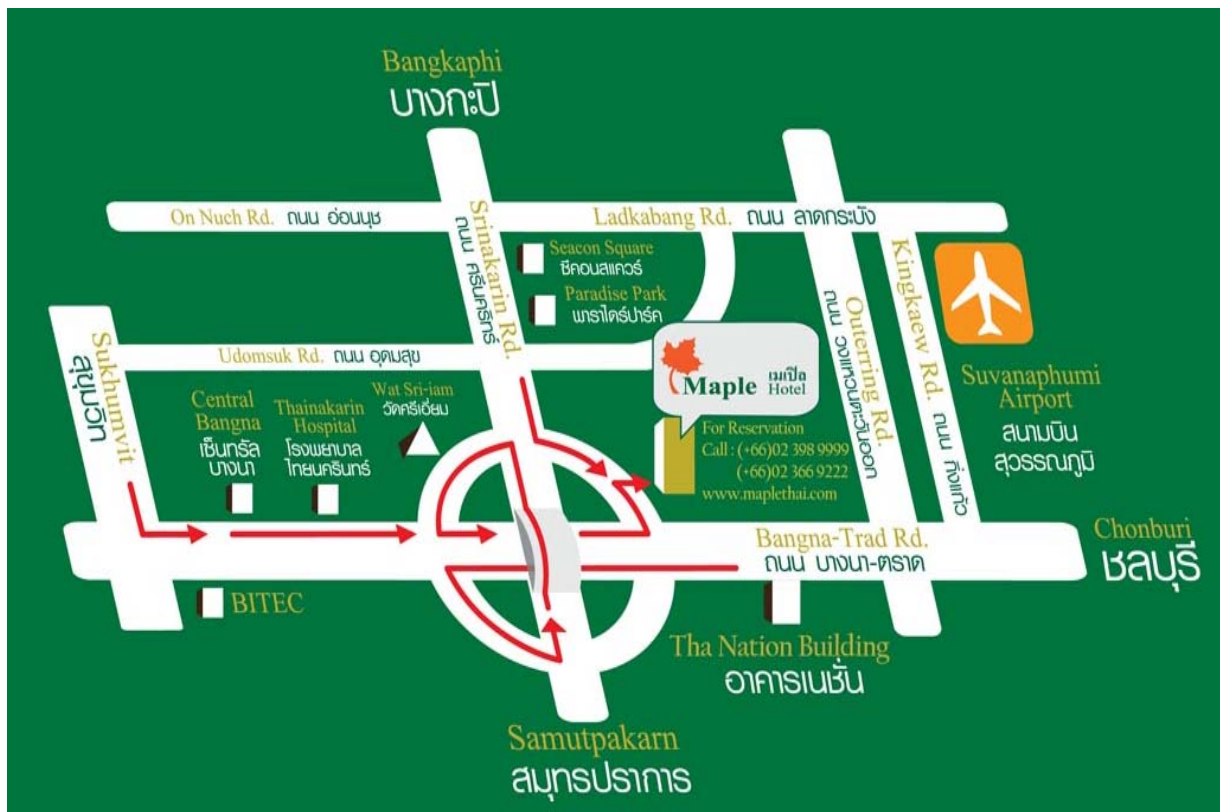 Bangkaphi
บางกะปิ
On Nuch Rd. ถนน อ่อนนุช
Ladkabang Rd. ถนน ลาดกระบัง
Srinakarin Rd.
ถนน ศรีนครินทร์
Seacon Square
ซีคอนสแควร์
Paradise Park
พาราไดร์ปาร์ค
Kingkaew Rd. ถนน กิ่งแก้ว
Outerring Rd.
ถนน วงแหวนตะวันออก
Sukhumvit
สุขุมวิท
Udomsuk Rd. ถนน อุดมสุข
Maple เมเปิล
Hotel
Suvanaphumi
Airport
สนามบิน
สุวรรณภูมิ
Central
Bangna
เซ็นทรัล
บางนา
Thainakarin
Hospital
โรงพยาบาล
ไทยนครินทร์
Wat Sri-iam
วัดศรีเอี่ยม
For Reservation
Call : (+66)02 398 9999
(+66)02 366 9222
www.maplethai.com
Bangna-Trad Rd.
ถนน บางนา-ตราด
Chonburi
ชลบุรี
BITEC
Tha Nation Building
อาคารเนชั่น
Samutpakarn
สมุทรปราการ